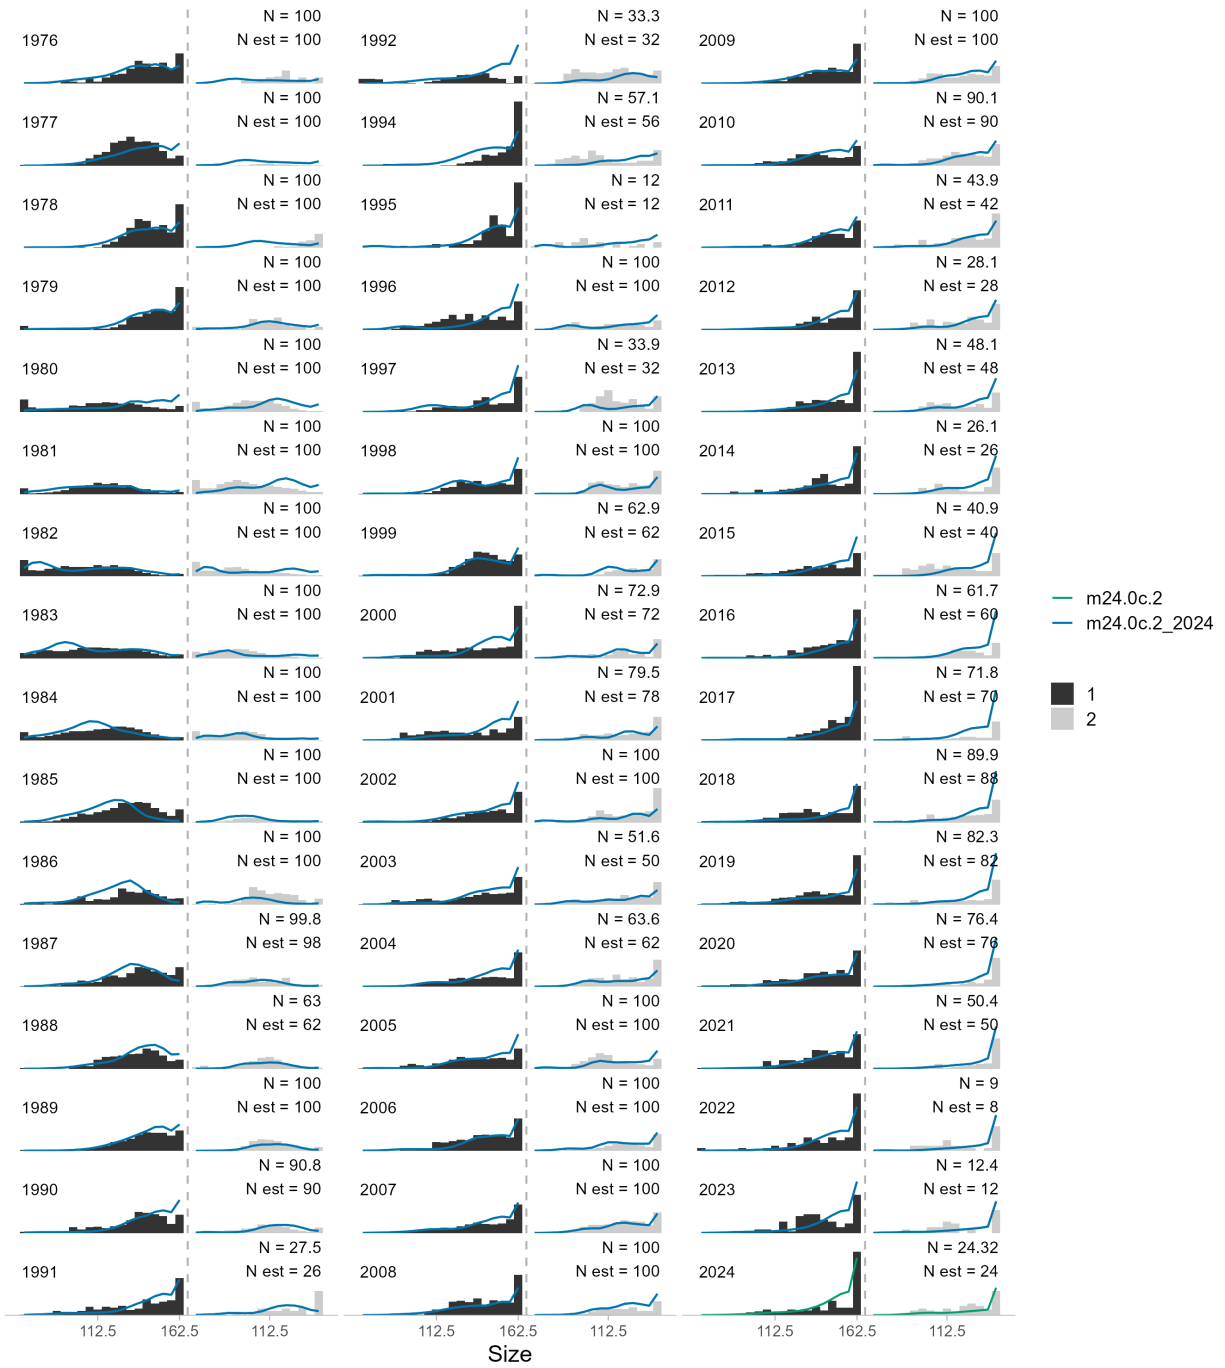 N = 100
1976
N est = 100
N = 100
1977
N est = 100
N = 100
1978
N est = 100
N = 100
1979
N est = 100
N = 100
1980
N est = 100
N = 100
1981
N est = 100
N = 100
1982
N est = 100
N = 100
1983
N est = 100
N = 100
1984
N est = 100
N = 100
1985
N est = 100
N = 100
1986
N est = 100
N = 99.8
1987
N est = 98
N = 63
1988
N est = 62
N = 100
1989
N est = 100
N = 90.8
1990
N est = 90
N = 27.5
1991
N est = 26
112.5
162.5
112.5
N = 33.3
1992
N est = 32
N = 57.1
1994
N est = 56
N = 12
1995
N est = 12
N = 100
1996
N est = 100
N = 33.9
1997
N est = 32
N = 100
1998
N est = 100
N = 62.9
1999
N est = 62
N = 72.9
2000
N est = 72
N = 79.5
2001
N est = 78
N = 100
2002
N est = 100
N = 51.6
2003
N est = 50
N = 63.6
2004
N est = 62
N = 100
2005
N est = 100
N = 100
2006
N est = 100
N = 100
2007
N est = 100
N = 100
2008
N est = 100
112.5
162.5
112.5
N = 100
2009
N est = 100
N = 90.1
2010
N est = 90
N = 43.9
2011
N est = 42
N = 28.1
2012
N est = 28
N = 48.1
2013
N est = 48
N = 26.1
2014
N est = 26
N = 40.9
2015
N est = 40
N = 61.7
2016
N est = 60
N = 71.8
2017
N est = 70
N = 89.9
2018
N est = 88
N = 82.3
2019
N est = 82
N = 76.4
2020
N est = 76
N = 50.4
2021
N est = 50
N = 9
2022
N est = 8
N = 12.4
2023
N est = 12
N = 24.32
2024
N est = 24
112.5
162.5
112.5
Size
m24.0c.2
m24.0c.2_2024
1
2